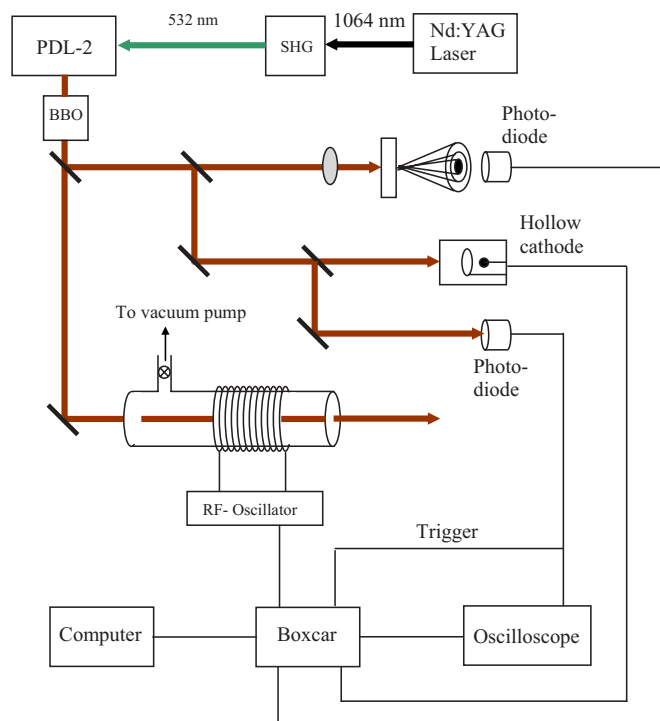 PDL-2
532 nm
SHG
1064 nm
Nd:YAG
Laser
BBO
Photo-
diode
Hollow
cathode
To vacuum pump
Photo-
diode
RF- Oscillator
Trigger
Computer
Boxcar
Oscilloscope